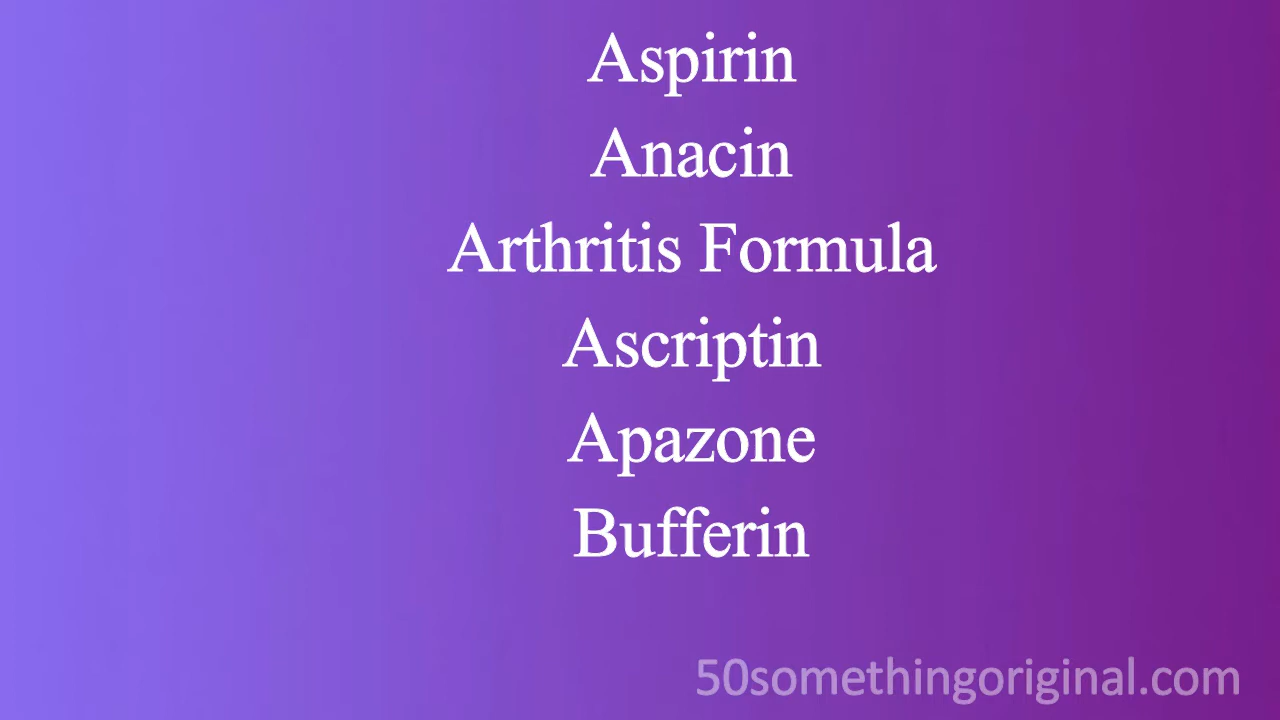 Aspirin
Anacin
Arthritis Formula
Ascriptin
Apazone
Bufferin
50somethingoriginal.com